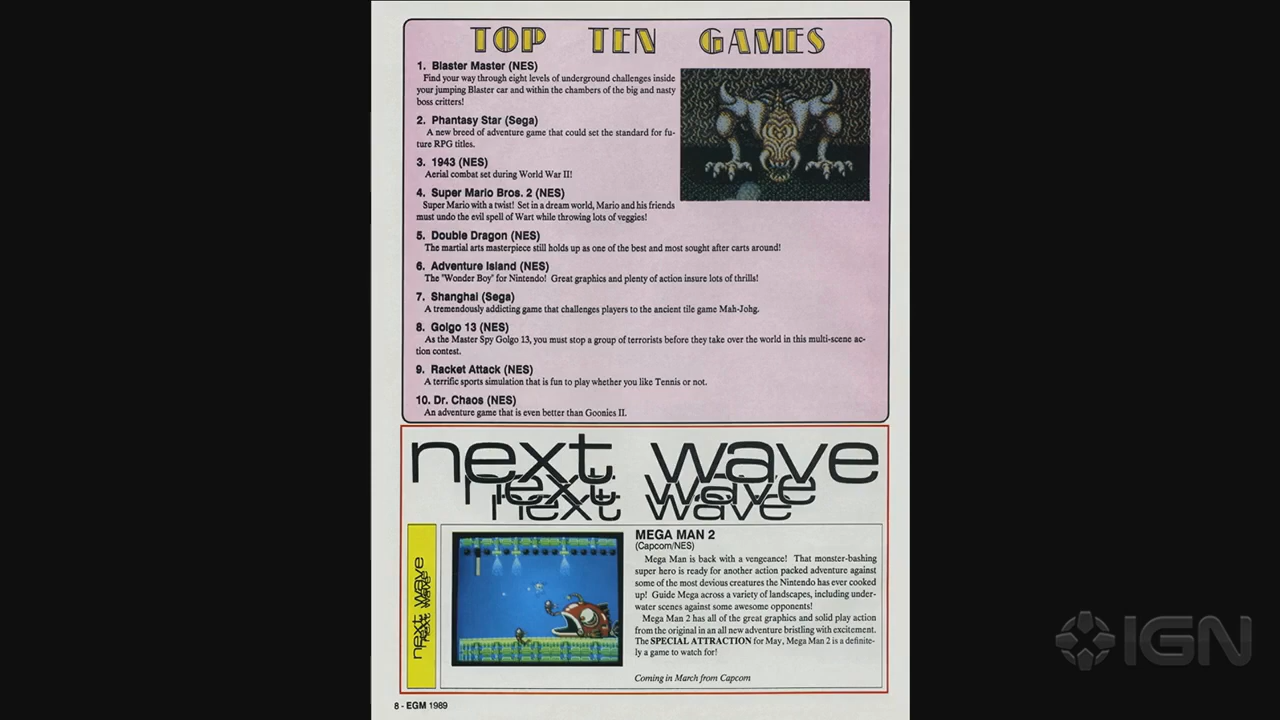 TOP TEN GAMES
1. Blaster Master (NES)
Find your way through eight levels of underground challenges inside
your jumping Blaster car and within the chambers of the big and nasty
boss critters!
2. Phantasy Star (Sega)
A new breed of adventure game that could set the standard for fu-
ture RPG titles.
3. 1943 (NES)
Aerial combat set during World War II!
4. Super Mario Bros. 2 (NES)
Super Mario with a twist! Set in a dream world, Mario and his friends
must undo the evil spell of Wart while throwing lots of veggies!
5. Double Dragon (NES)
The martial arts masterpiece still holds up as one of the best and most sought after carts around!
6. Adventure Island (NES)
The "Wonder Boy" for Nintendo! Great graphics and plenty of action insure lots of thrills!
7. Shanghai (Sega)
A tremendously addicting game that challenges players to the ancient tile game Mah-Johg.
8. Golgo 13 (NES)
As the Master Spy Golgo 13, you must stop a group of terrorists before they take over the world in this multi-scene ac-
tion contest.
9. Racket Attack (NES)
A terrific sports simulation that is fun to play whether you like Tennis or not.
10. Dr. Chaos (NES)
An adventure game that is even better than Goonies II.
next wave
next wave
next wave
next wave
next wave
next wave
MEGA MAN 2
(Capcom/NES)
Mega Man is back with a vengeance! That monster-bashing
super hero is ready for another action packed adventure against
some of the most devious creatures the Nintendo has ever cooked
up! Guide Mega across a variety of landscapes, including under-
water scenes against some awesome opponents!
Mega Man 2 has all of the great graphics and solid play action
from the original in an all new adventure bristling with excitement.
The SPECIAL ATTRACTION for May, Mega Man 2 is a definite-
ly a game to watch for!
Coming in March from Capcom
8 - EGM 1989
IGN